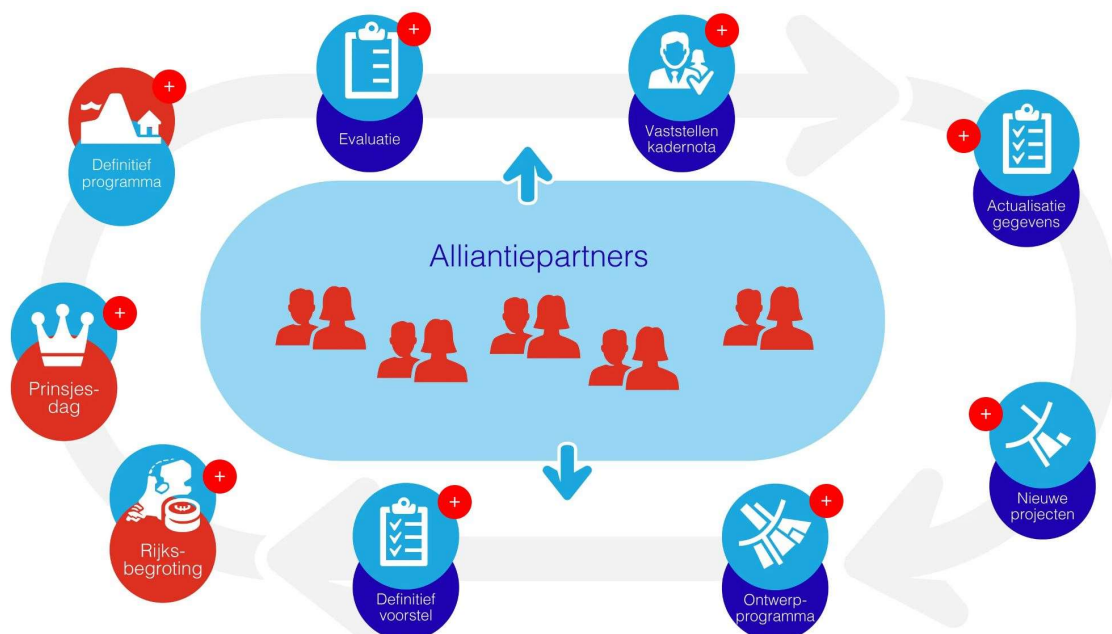 Evaluatie
Vaststellen
kadernota
Definitief
programma
Actualisatie
gegevens
Alliantiepartners
Prinsjes-
dag
Nieuwe
projecten
Rijks-
begroting
Definitief
voorstel
Ontwerp-
programma